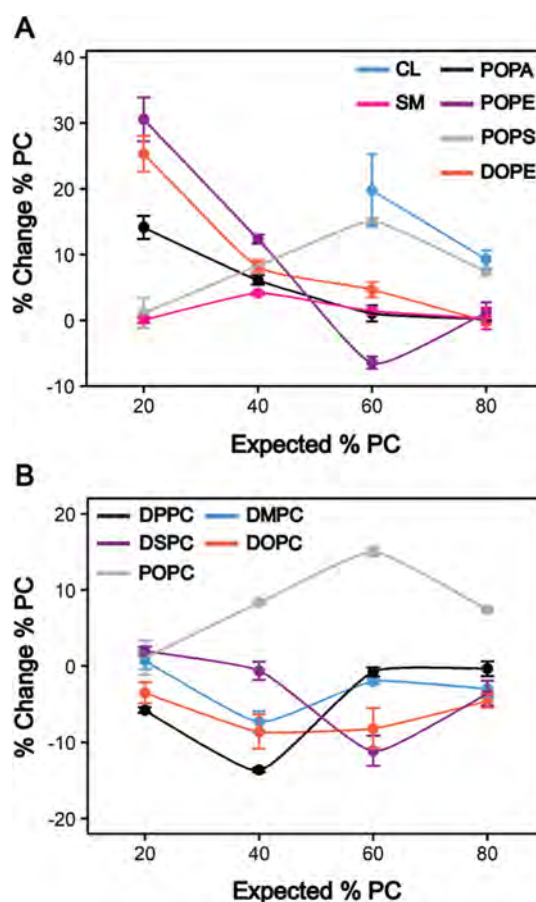 A
% Change % PC
40
30
20
10
0
-10
CL POPA
SM POPE
POPS
DOPE
20 40 60 80
Expected % PC
B
% Change % PC
20
10
0
-10
-20
DPPC DMPC
DSPC DOPC
POPC
20 40 60 80
Expected % PC